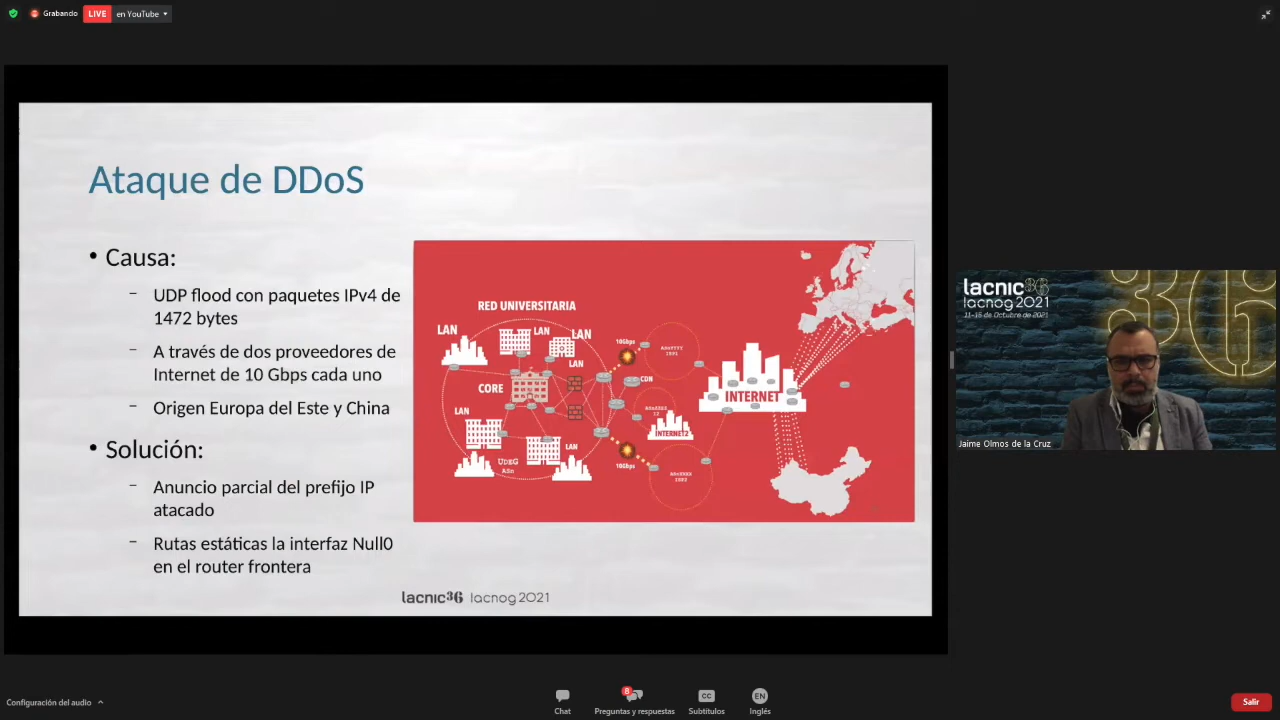 Grabando
LIVE
en YouTube
Ataque de DDoS
• Causa:
– UDP flood con paquetes IPv4 de
1472 bytes
– A través de dos proveedores de
Internet de 10 Gbps cada uno
– Origen Europa del Este y China
• Solución:
– Anuncio parcial del prefijo IP
atacado
– Rutas estáticas la interfaz Null0
en el router frontera
RED UNIVERSITARIA
LAN
LAN
LAN
LAN
CORE
LAN
LAN
UDEG
ASn
10Gbps
CDN
INTERNET2
10Gbps
INTERNET
lacnic36 lacnog2021
lacnic36
lacnog2021
11-15 de Octubre de 2021
36
Jaime Olmos de la Cruz
Configuración del audio
Chat
8
Preguntas y respuestas
CC
Subtítulos
EN
Inglés
Salir